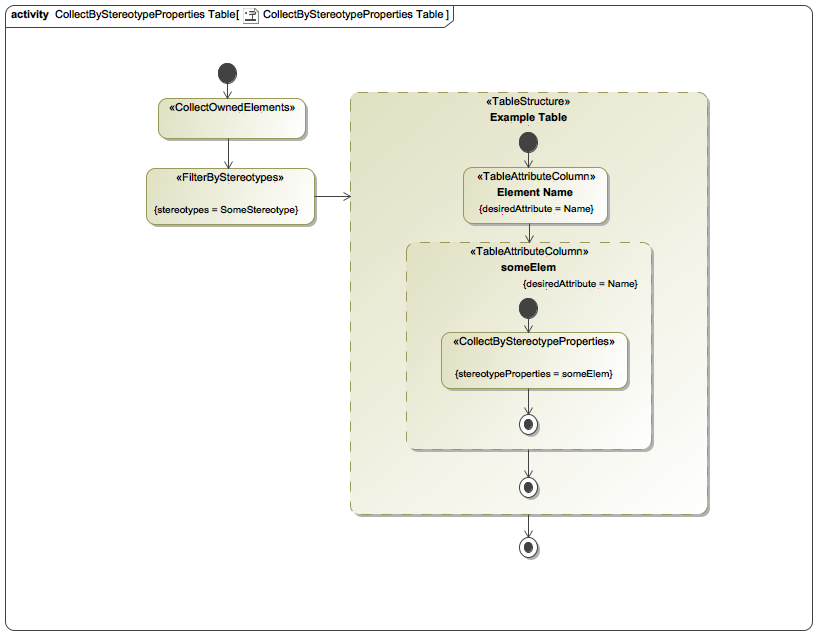 activity CollectByStereotypeProperties Table[ CollectByStereotypeProperties Table ]
«CollectOwnedElements»
«FilterByStereotypes»
{stereotypes = SomeStereotype}
«TableStructure»
Example Table
«TableAttributeColumn»
Element Name
{desiredAttribute = Name}
«TableAttributeColumn»
someElem
{desiredAttribute = Name}
«CollectByStereotypeProperties»
{stereotypeProperties = someElem}